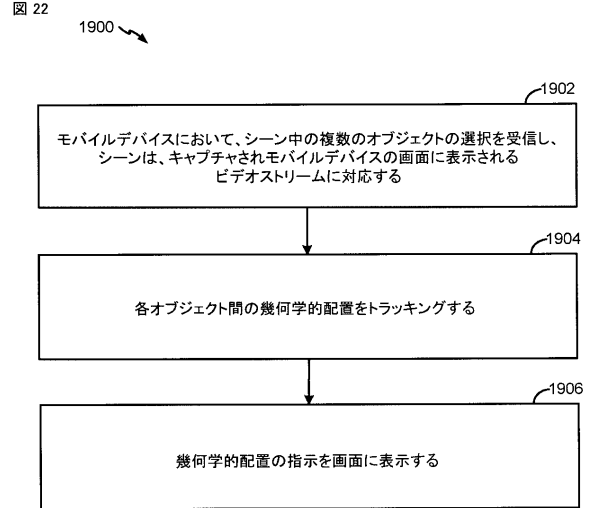 図 22
1900
1902
モバイルデバイスにおいて、シーン中の複数のオブジェクトの選択を受信し、
シーンは、キャプチャされモバイルデバイスの画面に表示される
ビデオストリームに対応する
1904
各オブジェクト間の幾何学的配置をトラッキングする
1906
幾何学的配置の指示を画面に表示する